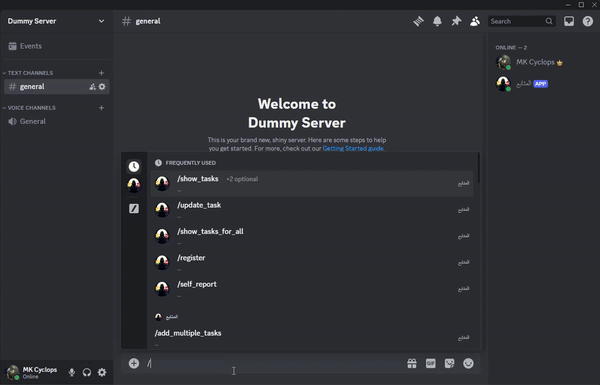 Dummy Server
# general
Search
Events
TEXT CHANNELS
# general
VOICE CHANNELS
General
Welcome to
Dummy Server
This is your brand new, shiny server. Here are some steps to help
you get started. For more, check out our Getting Started guide.
FREQUENTLY USED
/show_tasks +2 optional
المتابع
...
/update_task
المتابع
...
/show_tasks_for_all
المتابع
...
/register
المتابع
...
/self_report
المتابع
...
المتابع
/add_multiple_tasks
المتابع
...
/
GIF
ONLINE — 2
MK Cyclops
المتابع APP
MK Cyclops
Online